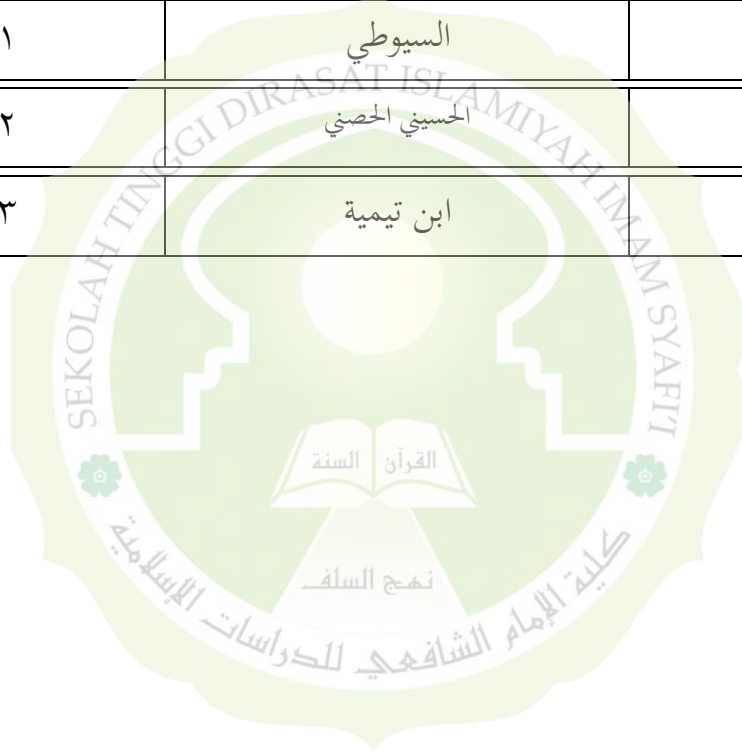 ١ السيوطي
٢ الحسيني الحصني
٣ ابن تيمية
SEKOLAH TINGGI DIRASAT ISLAMIYAH IMAM SYAFI'I
القرآن السنة
نهج السلف
كلية الإمام الشافعي للدراسات الإسلامية